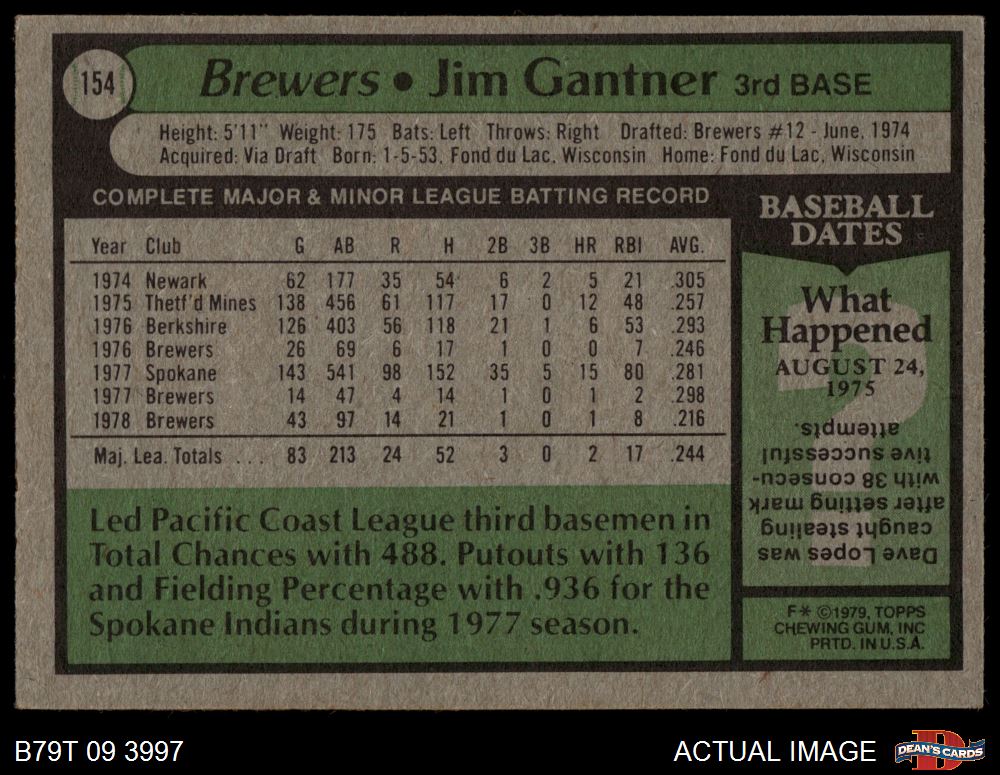 154
Brewers • Jim Gantner 3rd BASE
Height: 5'11" Weight: 175 Bats: Left Throws: Right Drafted: Brewers #12 - June, 1974
Acquired: Via Draft Born: 1-5-53, Fond du Lac, Wisconsin Home: Fond du Lac, Wisconsin
COMPLETE MAJOR & MINOR LEAGUE BATTING RECORD
Year Club G AB R H 2B 3B HR RBI AVG.
1974 Newark 62 177 35 54 6 2 5 21 .305
1975 Thetf'd Mines 138 456 61 117 17 0 12 48 .257
1976 Berkshire 126 403 56 118 21 1 6 53 .293
1976 Brewers 26 69 6 17 1 0 0 7 .246
1977 Spokane 143 541 98 152 35 5 15 80 .281
1977 Brewers 14 47 4 14 1 0 1 2 .298
1978 Brewers 43 97 14 21 1 0 1 8 .216
Maj. Lea. Totals . . . 83 213 24 52 3 0 2 17 .244
Led Pacific Coast League third basemen in
Total Chances with 488. Putouts with 136
and Fielding Percentage with .936 for the
Spokane Indians during 1977 season.
BASEBALL
DATES
What
Happened
AUGUST 24,
1975
Dave Lopes was
caught stealing
after setting mark
with 38 consecu-
tive successful
attempts.
F* ©1979, TOPPS
CHEWING GUM, INC
PRTD. IN U.S.A.
B79T 09 3997
ACTUAL IMAGE
DEAN'S CARDS